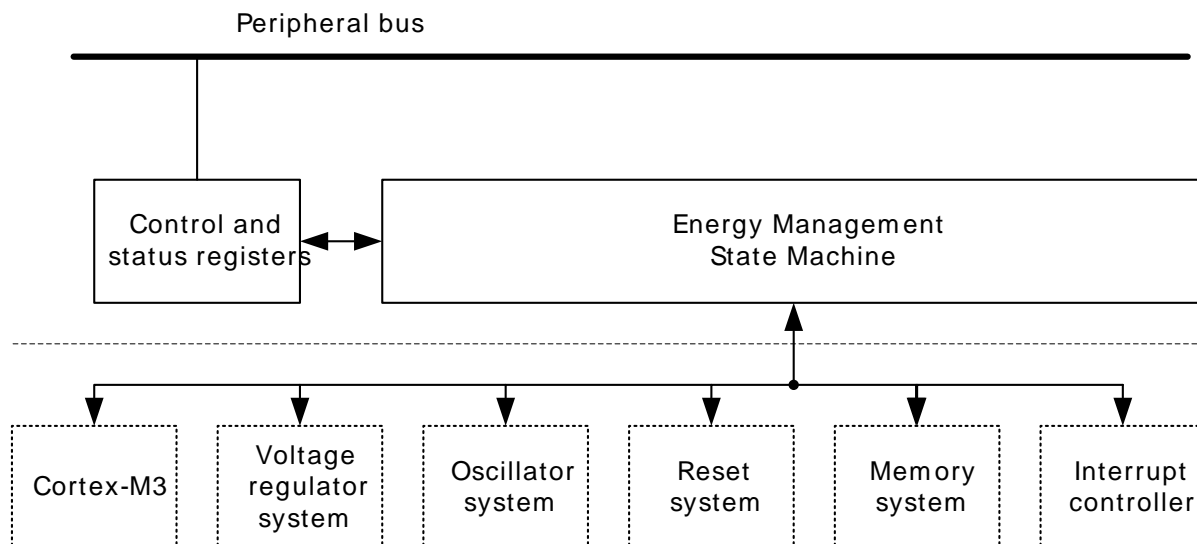 Peripheral bus
Control and
status registers
Energy Management
State Machine
Cortex-M3
Voltage
regulator
system
Oscillator
system
Reset
system
Memory
system
Interrupt
controller